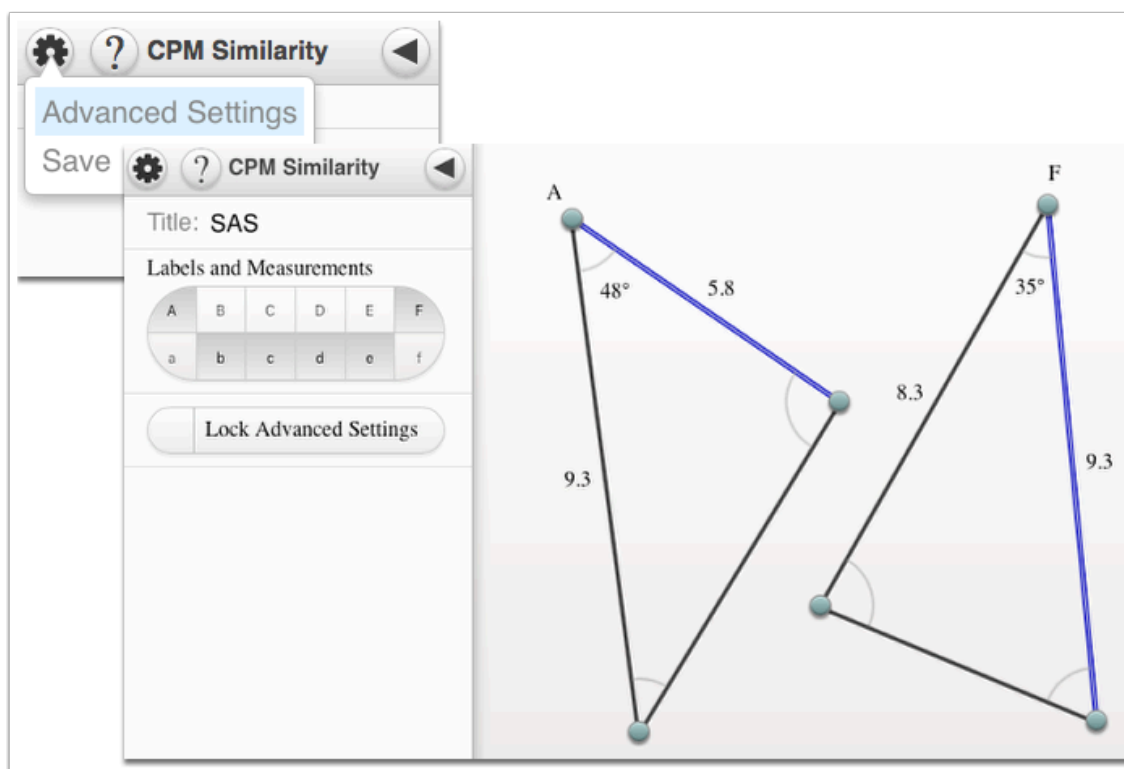 ? CPM Similarity
Advanced Settings
Save
? CPM Similarity
Title: SAS
Labels and Measurements
A B C D E F
a b c d e f
Lock Advanced Settings
A
F
48°
5.8
35°
8.3
9.3
9.3